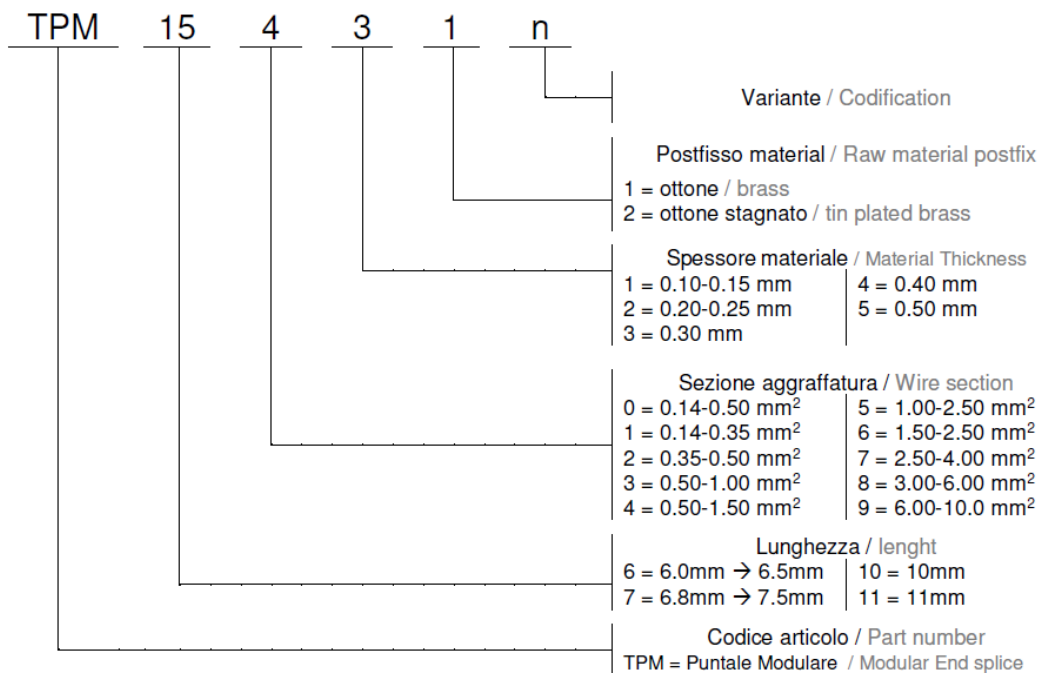 TPM 15 4 3 1 n
Variante / Codification
Postfisso material / Raw material postfix
1 = ottone / brass
2 = ottone stagnato / tin plated brass
Spessore materiale / Material Thickness
1 = 0.10-0.15 mm 4 = 0.40 mm
2 = 0.20-0.25 mm 5 = 0.50 mm
3 = 0.30 mm
Sezione aggraffatura / Wire section
0 = 0.14-0.50 mm² 5 = 1.00-2.50 mm²
1 = 0.14-0.35 mm² 6 = 1.50-2.50 mm²
2 = 0.35-0.50 mm² 7 = 2.50-4.00 mm²
3 = 0.50-1.00 mm² 8 = 3.00-6.00 mm²
4 = 0.50-1.50 mm² 9 = 6.00-10.0 mm²
Lunghezza / lenght
6 = 6.0mm → 6.5mm 10 = 10mm
7 = 6.8mm → 7.5mm 11 = 11mm
Codice articolo / Part number
TPM = Puntale Modulare / Modular End splice